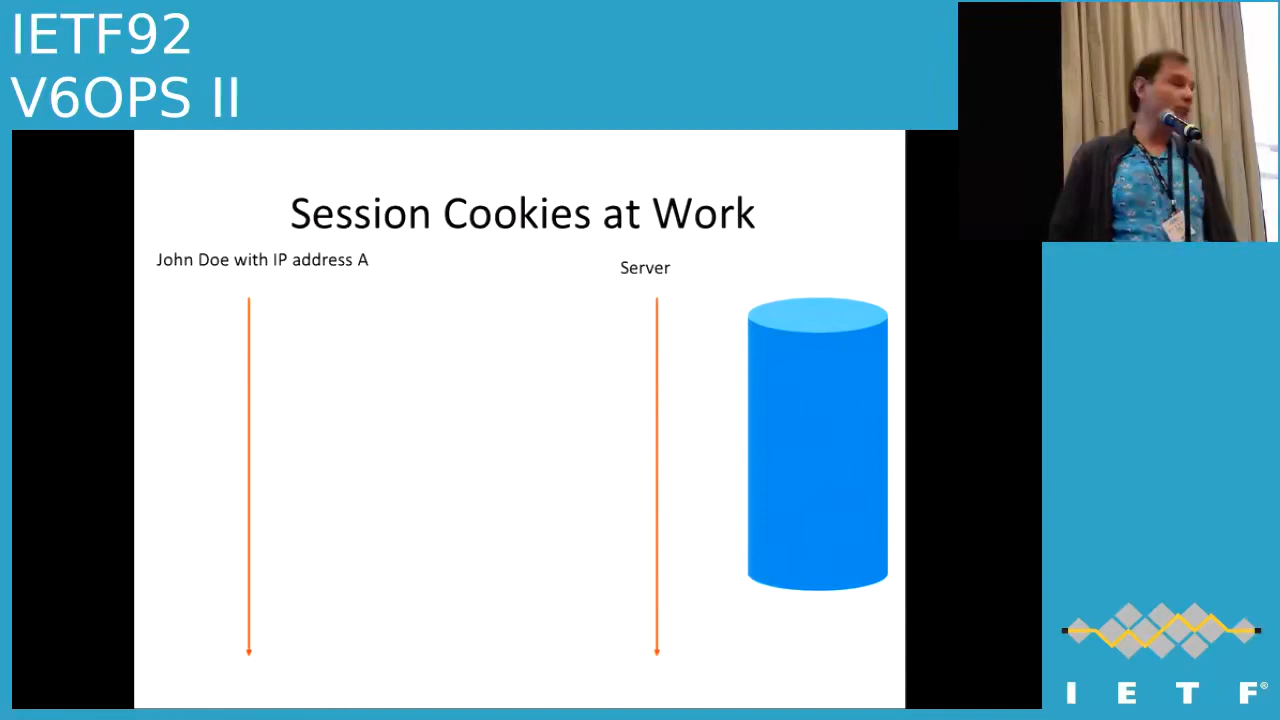 IETF92
V6OPS II
Session Cookies at Work
John Doe with IP address A
Server
I E T F®